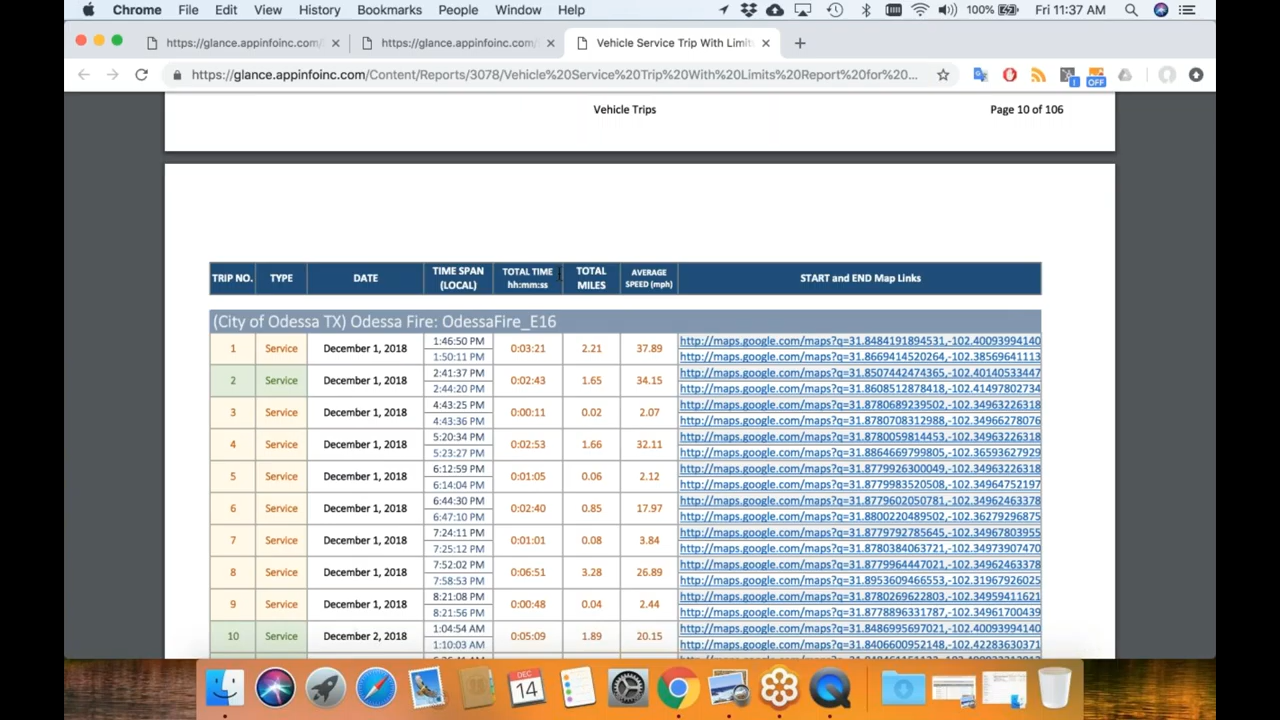 Chrome File Edit View History Bookmarks People Window Help 100% Fri 11:37 AM
https://glance.appinfoinc.com/ https://glance.appinfoinc.com/ Vehicle Service Trip With Limits
https://glance.appinfoinc.com/Content/Reports/3078/Vehicle%20Service%20Trip%20With%20Limits%20Report%20for%20...
OFF
Vehicle Trips Page 10 of 106
TRIP NO. TYPE DATE TIME SPAN (LOCAL) TOTAL TIME hh:mm:ss TOTAL MILES AVERAGE SPEED (mph) START and END Map Links
(City of Odessa TX) Odessa Fire: OdessaFire_E16
1 Service December 1, 2018 1:46:50 PM 0:03:21 2.21 37.89 http://maps.google.com/maps?q=31.8484191894531,-102.40093994140
1:50:11 PM http://maps.google.com/maps?q=31.8669414520264,-102.38569641113
2 Service December 1, 2018 2:41:37 PM 0:02:43 1.65 34.15 http://maps.google.com/maps?q=31.8507442474365,-102.40140533447
2:44:20 PM http://maps.google.com/maps?q=31.8608512878418,-102.41497802734
3 Service December 1, 2018 4:43:25 PM 0:00:11 0.02 2.07 http://maps.google.com/maps?q=31.8780689239502,-102.34963226318
4:43:36 PM http://maps.google.com/maps?q=31.8780708312988,-102.34966278076
4 Service December 1, 2018 5:20:34 PM 0:02:53 1.66 32.11 http://maps.google.com/maps?q=31.8780059814453,-102.34963226318
5:23:27 PM http://maps.google.com/maps?q=31.8864669799805,-102.36593627929
5 Service December 1, 2018 6:12:59 PM 0:01:05 0.06 2.12 http://maps.google.com/maps?q=31.8779926300049,-102.34963226318
6:14:04 PM http://maps.google.com/maps?q=31.8779983520508,-102.34964752197
6 Service December 1, 2018 6:44:30 PM 0:02:40 0.85 17.97 http://maps.google.com/maps?q=31.8779602050781,-102.34962463378
6:47:10 PM http://maps.google.com/maps?q=31.8800220489502,-102.36279296875
7 Service December 1, 2018 7:24:11 PM 0:01:01 0.08 3.84 http://maps.google.com/maps?q=31.8779792785645,-102.34967803955
7:25:12 PM http://maps.google.com/maps?q=31.8780384063721,-102.34973907470
8 Service December 1, 2018 7:52:02 PM 0:06:51 3.28 26.89 http://maps.google.com/maps?q=31.8779964447021,-102.34962463378
7:58:53 PM http://maps.google.com/maps?q=31.8953609466553,-102.31967926025
9 Service December 1, 2018 8:21:08 PM 0:00:48 0.04 2.44 http://maps.google.com/maps?q=31.8780269622803,-102.34959411621
8:21:56 PM http://maps.google.com/maps?q=31.8778896331787,-102.34961700439
10 Service December 2, 2018 1:04:54 AM 0:05:09 1.89 20.15 http://maps.google.com/maps?q=31.8486995697021,-102.40093994140
1:10:03 AM http://maps.google.com/maps?q=31.8406600952148,-102.42283630371
DEC
14